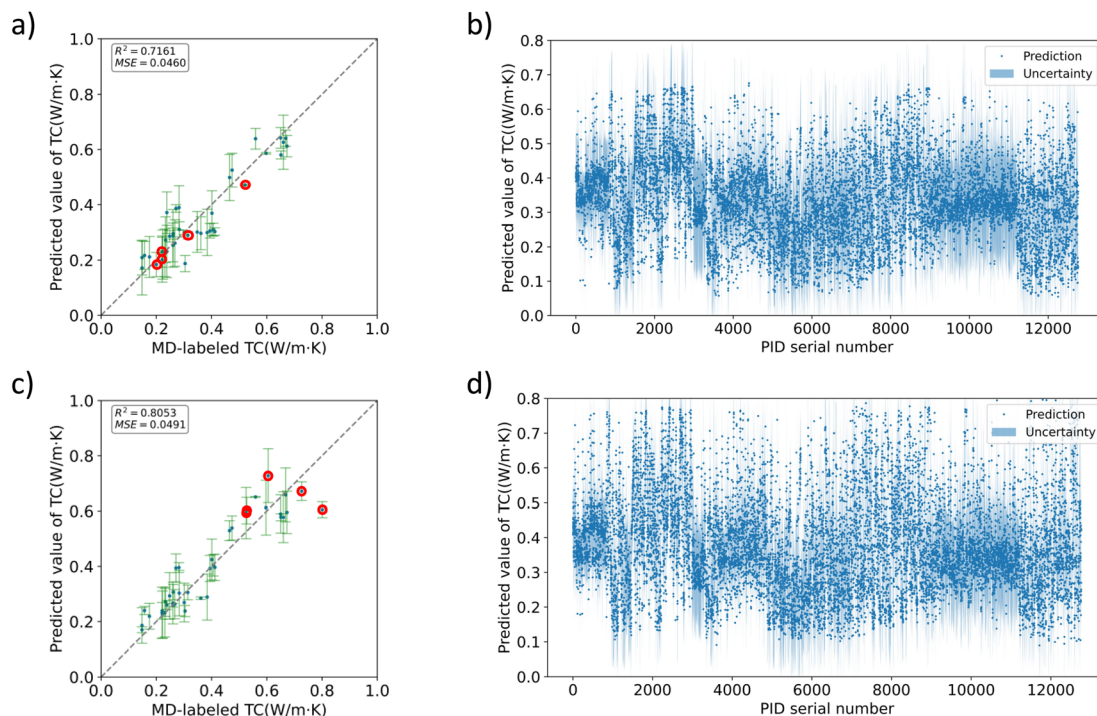 a)
R² = 0.7161
MSE = 0.0460
Predicted value of TC(W/m·K)
1.0
0.8
0.6
0.4
0.2
0.0
0.0 0.2 0.4 0.6 0.8 1.0
MD-labeled TC(W/m·K)
b)
Prediction
Uncertainty
Predicted value of TC((W/m·K))
0.8
0.7
0.6
0.5
0.4
0.3
0.2
0.1
0.0
0 2000 4000 6000 8000 10000 12000
PID serial number
c)
R² = 0.8053
MSE = 0.0491
Predicted value of TC(W/m·K)
1.0
0.8
0.6
0.4
0.2
0.0
0.0 0.2 0.4 0.6 0.8 1.0
MD-labeled TC(W/m·K)
d)
Prediction
Uncertainty
Predicted value of TC((W/m·K))
0.8
0.7
0.6
0.5
0.4
0.3
0.2
0.1
0.0
0 2000 4000 6000 8000 10000 12000
PID serial number